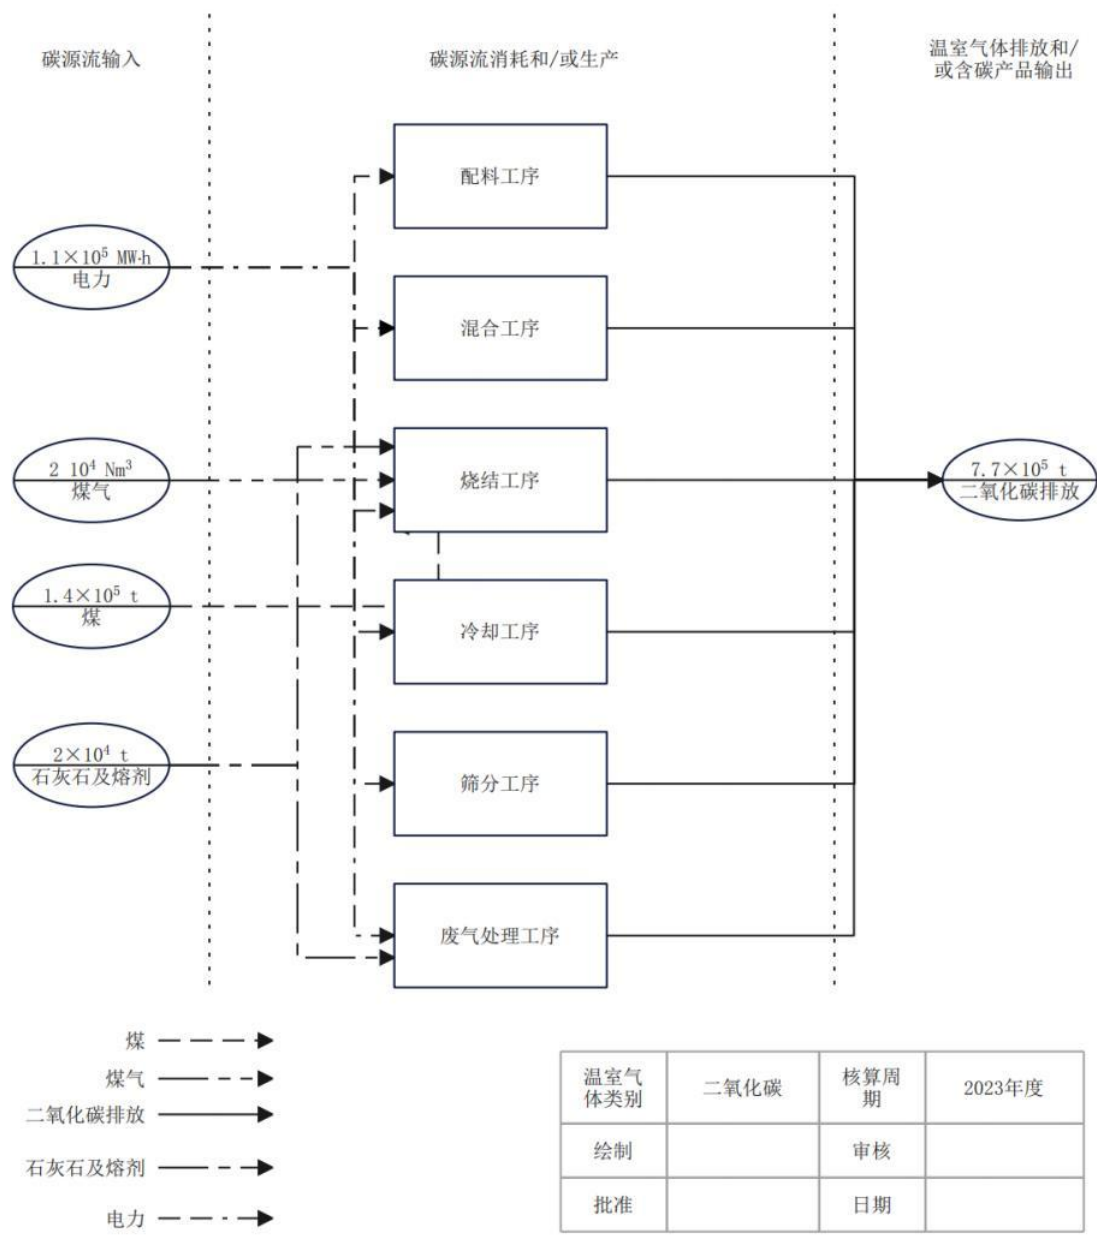 碳源流输入
碳源流消耗和/或生产
温室气体排放和/
或含碳产品输出
配料工序
1.1×10⁵ MW·h
电力
混合工序
2 10⁴ Nm³
煤气
烧结工序
7.7×10⁵ t
二氧化碳排放
1.4×10⁵ t
煤
冷却工序
2×10⁴ t
石灰石及熔剂
筛分工序
废气处理工序
煤
煤气
二氧化碳排放
石灰石及熔剂
电力
温室气
体类别
二氧化碳
核算周
期
2023年度
绘制
审核
批准
日期